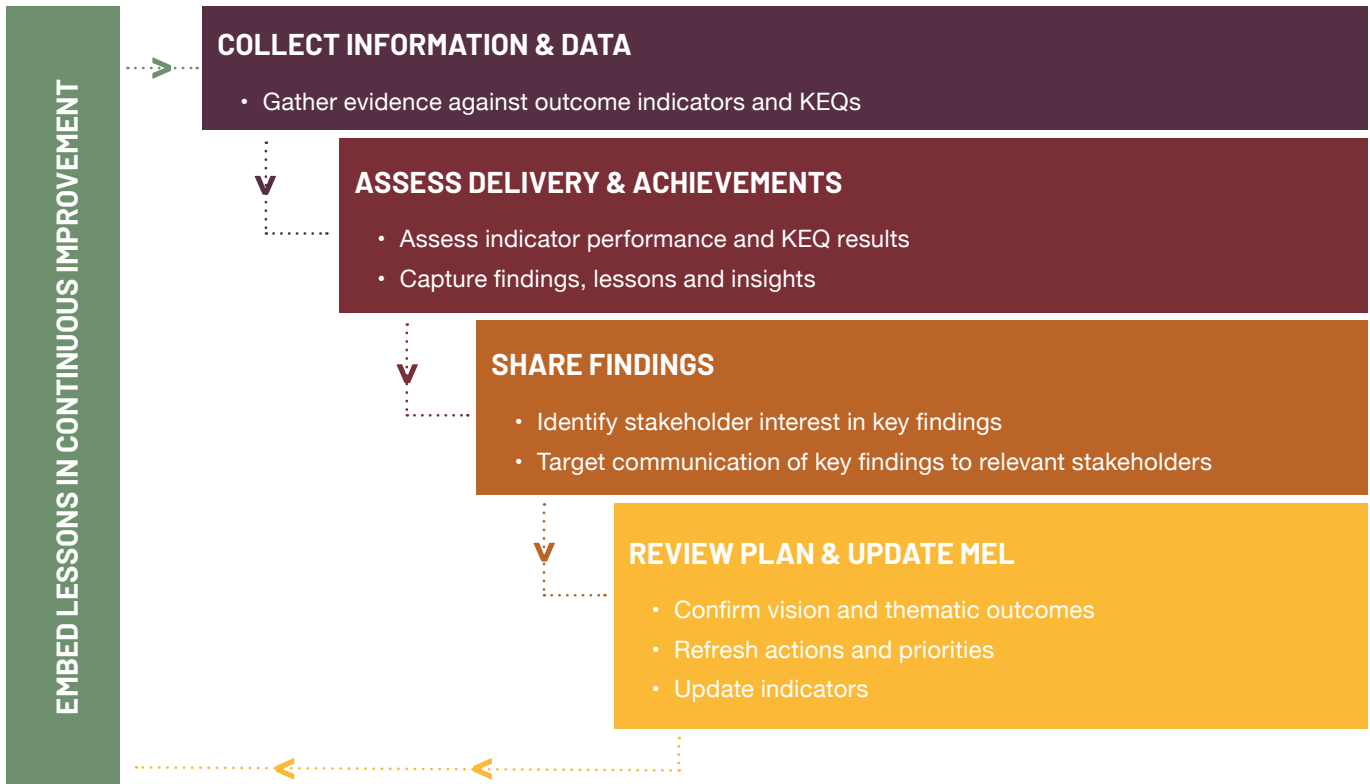 EMBED LESSONS IN CONTINUOUS IMPROVEMENT
COLLECT INFORMATION & DATA
• Gather evidence against outcome indicators and KEQs
ASSESS DELIVERY & ACHIEVEMENTS
• Assess indicator performance and KEQ results
• Capture findings, lessons and insights
SHARE FINDINGS
• Identify stakeholder interest in key findings
• Target communication of key findings to relevant stakeholders
REVIEW PLAN & UPDATE MEL
• Confirm vision and thematic outcomes
• Refresh actions and priorities
• Update indicators